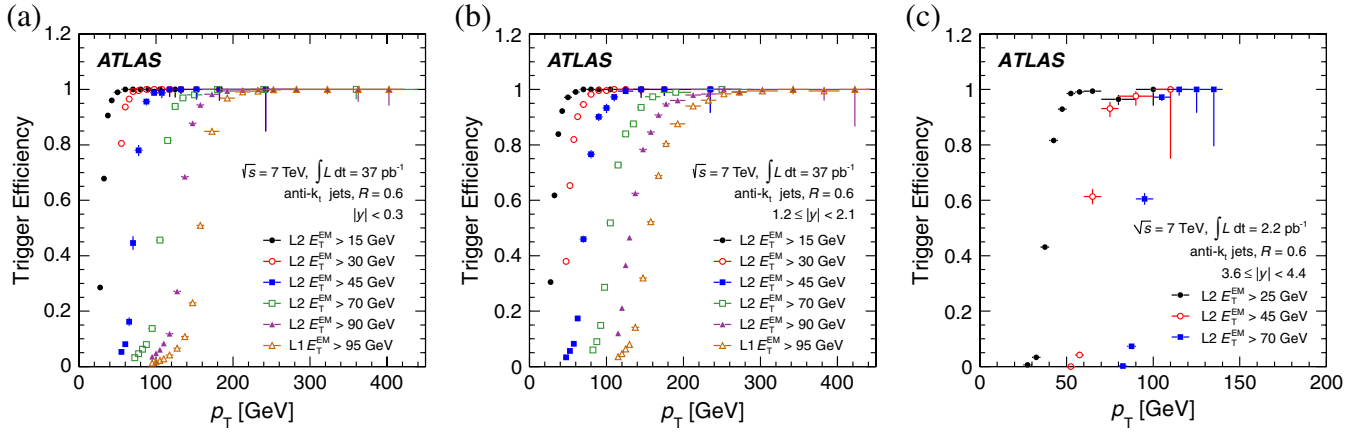 (a)
ATLAS
Trigger Efficiency
1.2
1
0.8
0.6
0.4
0.2
0
√s = 7 TeV, ∫L dt = 37 pb⁻¹
anti-kₜ jets, R = 0.6
|y| < 0.3
L2 E_T^EM > 15 GeV
L2 E_T^EM > 30 GeV
L2 E_T^EM > 45 GeV
L2 E_T^EM > 70 GeV
L2 E_T^EM > 90 GeV
L1 E_T^EM > 95 GeV
0 100 200 300 400
p_T [GeV]
(b)
ATLAS
Trigger Efficiency
1.2
1
0.8
0.6
0.4
0.2
0
√s = 7 TeV, ∫L dt = 37 pb⁻¹
anti-kₜ jets, R = 0.6
1.2 ≤ |y| < 2.1
L2 E_T^EM > 15 GeV
L2 E_T^EM > 30 GeV
L2 E_T^EM > 45 GeV
L2 E_T^EM > 70 GeV
L2 E_T^EM > 90 GeV
L1 E_T^EM > 95 GeV
0 100 200 300 400
p_T [GeV]
(c)
ATLAS
Trigger Efficiency
1.2
1
0.8
0.6
0.4
0.2
0
√s = 7 TeV, ∫L dt = 2.2 pb⁻¹
anti-kₜ jets, R = 0.6
3.6 ≤ |y| < 4.4
L2 E_T^EM > 25 GeV
L2 E_T^EM > 45 GeV
L2 E_T^EM > 70 GeV
0 50 100 150 200
p_T [GeV]